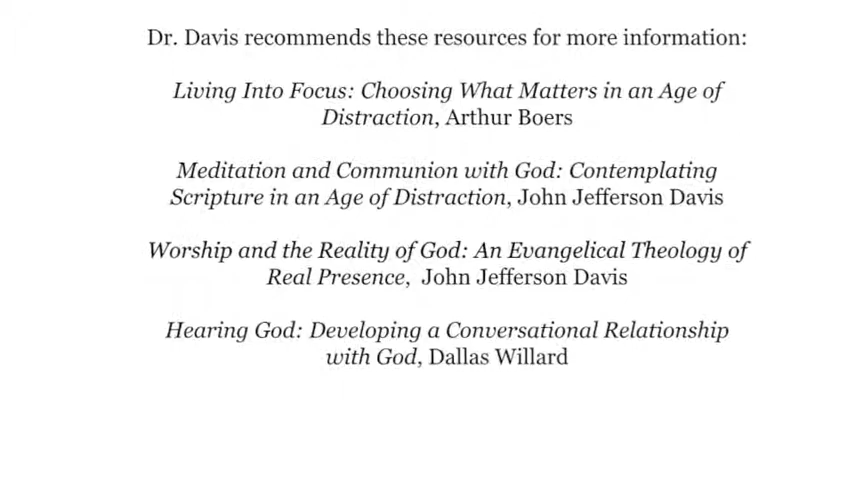 Dr. Davis recommends these resources for more information:
Living Into Focus: Choosing What Matters in an Age of
Distraction, Arthur Boers
Meditation and Communion with God: Contemplating
Scripture in an Age of Distraction, John Jefferson Davis
Worship and the Reality of God: An Evangelical Theology of
Real Presence,  John Jefferson Davis
Hearing God: Developing a Conversational Relationship
with God, Dallas Willard